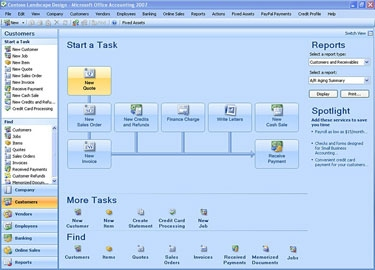 Custom Landscape Design - Microsoft Office Accounting 2007
File Edit View Company Customers Vendors Employees Banking Online Sales Reports Actions Fixed Assets PayPal Payments Credit Profile Help
New Fixed Assets
Customers
Switch View
Start a Task
New Customer
New Job
New Item
New Quote
New Sales Order
New Invoice
Receive Payment
New Cash Sale
New Credits and Refu...
Credit Card Processing
Find
Customers
Jobs
Items
Quotes
Sales Orders
Invoices
Received Payments
Customer Refunds
Memorized Documen...
Company
Customers
Vendors
Employees
Banking
Online Sales
Reports
Start a Task
New
Quote
New
Sales Order
New Credits
and Refunds
Finance Charge
Write Letters
New
Cash Sale
New
Invoice
Receive
Payment
More Tasks
New
Customer
New
Item
Create
Statement
Credit Card
Processing
New
Job
Find
Customers
Items
Quotes
Sales
Orders
Invoices
Received
Payments
Memorized
Documents
Jobs
Reports
Select a report type:
Customers and Receivables
Select a report:
A/R Aging Summary
Display Print...
Spotlight
Add these services to save
you time
Payroll as low as $15/month...
Checks and forms designed
for Small Business
Accounting...
Convenient credit card
payment for your customers...